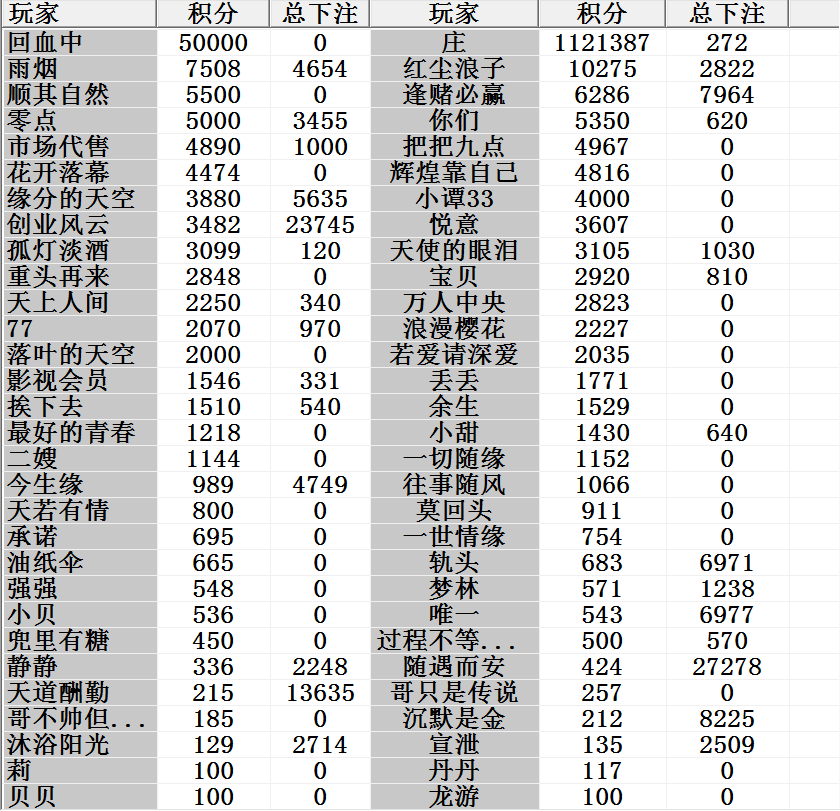 玩家 积分 总下注 玩家 积分 总下注
回血中 50000 0 庄 1121387 272
雨烟 7508 4654 红尘浪子 10275 2822
顺其自然 5500 0 逢赌必赢 6286 7964
零点 5000 3455 你们 5350 620
市场代售 4890 1000 把把九点 4967 0
花开落幕 4474 0 辉煌靠自己 4816 0
缘分的天空 3880 5635 小谭33 4000 0
创业风云 3482 23745 悦意 3607 0
孤灯淡酒 3099 120 天使的眼泪 3105 1030
重头再来 2848 0 宝贝 2920 810
天上人间 2250 340 万人中央 2823 0
77 2070 970 浪漫樱花 2227 0
落叶的天空 2000 0 若爱请深爱 2035 0
影视会员 1546 331 丢丢 1771 0
挨下去 1510 540 余生 1529 0
最好的青春 1218 0 小甜 1430 640
二嫂 1144 0 一切随缘 1152 0
今生缘 989 4749 往事随风 1066 0
天若有情 800 0 莫回头 911 0
承诺 695 0 一世情缘 754 0
油纸伞 665 0 轨头 683 6971
强强 548 0 梦林 571 1238
小贝 536 0 唯一 543 6977
兜里有糖 450 0 过程不等... 500 570
静静 336 2248 随遇而安 424 27278
天道酬勤 215 13635 哥只是传说 257 0
哥不帅但... 185 0 沉默是金 212 8225
沐浴阳光 129 2714 宣泄 135 2509
莉 100 0 丹丹 117 0
贝贝 100 0 龙游 100 0